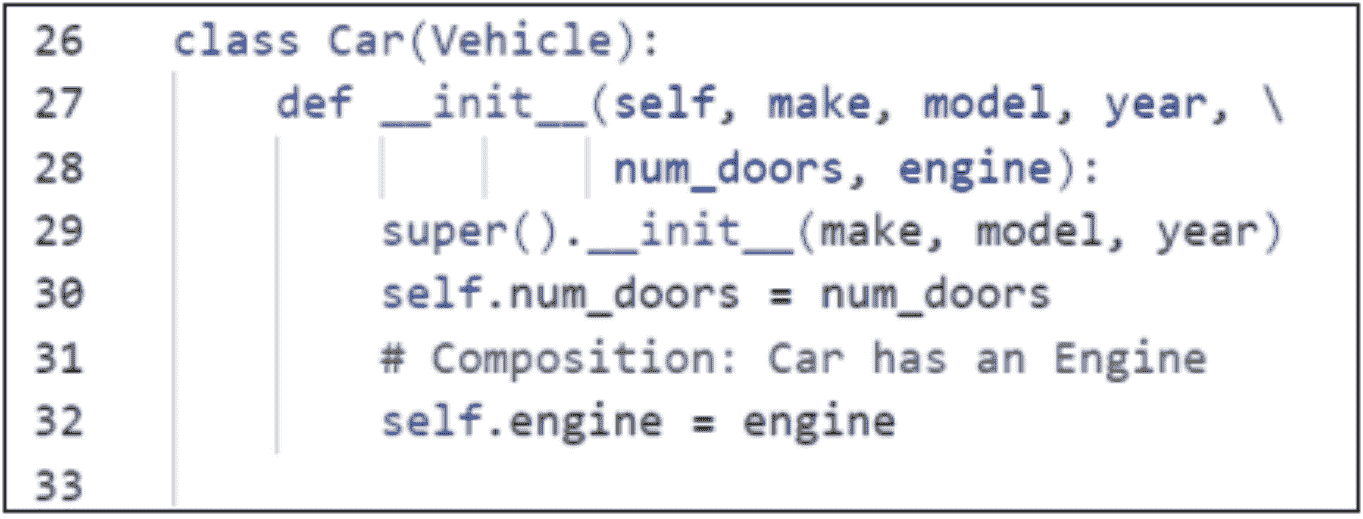 26 class Car(Vehicle):
27 def __init__(self, make, model, year, \
28 num_doors, engine):
29 super().__init__(make, model, year)
30 self.num_doors = num_doors
31 # Composition: Car has an Engine
32 self.engine = engine
33